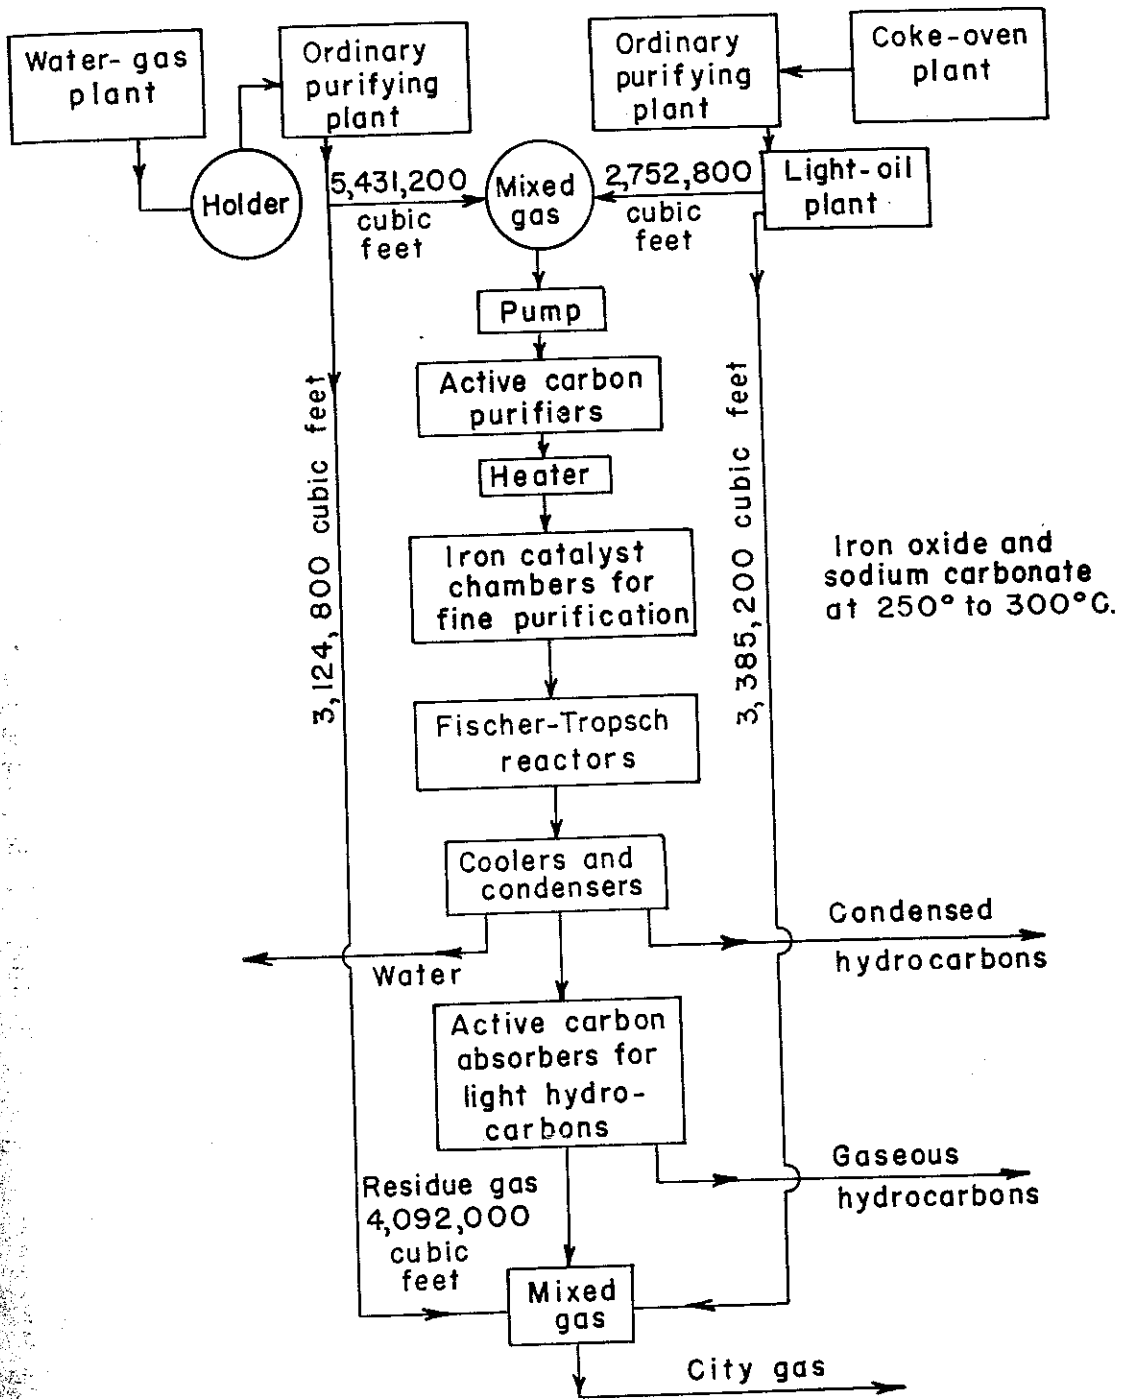 Water-gas
plant
Ordinary
purifying
plant
Ordinary
purifying
plant
Coke-oven
plant
Holder
5,431,200
cubic
feet
Mixed
gas
2,752,800
cubic
feet
Light-oil
plant
Pump
Active carbon
purifiers
Heater
3,124,800 cubic feet
3,385,200 cubic feet
Iron catalyst
chambers for
fine purification
Iron oxide and
sodium carbonate
at 250° to 300°C.
Fischer-Tropsch
reactors
Coolers and
condensers
Water
Condensed
hydrocarbons
Active carbon
absorbers for
light hydro-
carbons
Gaseous
hydrocarbons
Residue gas
4,092,000
cubic
feet
Mixed
gas
City gas